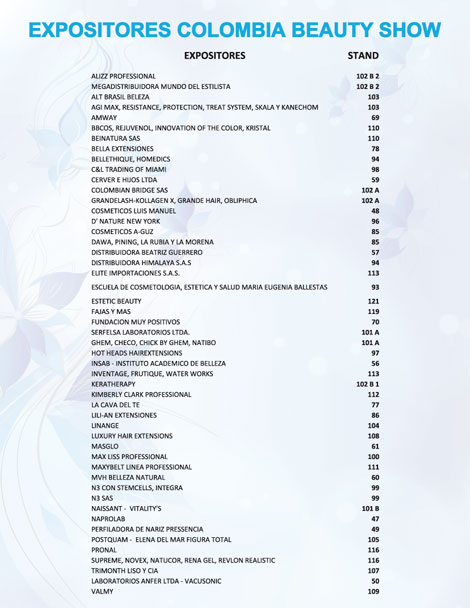 EXPOSITORES COLOMBIA BEAUTY SHOW
EXPOSITORES STAND
ALIZZ PROFESSIONAL 102 B 2
MEGADISTRIBUIDORA MUNDO DEL ESTILISTA 102 B 2
ALT BRASIL BELEZA 103
AGI MAX, RESISTANCE, PROTECTION, TREAT SYSTEM, SKALA Y KANECHOM 103
AMWAY 69
BBCOS, REJUVENOL, INNOVATION OF THE COLOR, KRISTAL 110
BEINATURA SAS 110
BELLA EXTENSIONES 78
BELLETHIQUE, HOMEDICS 94
C&L TRADING OF MIAMI 98
CERVER E HIJOS LTDA 59
COLOMBIAN BRIDGE SAS 102 A
GRANDELASH-KOLLAGEN X, GRANDE HAIR, OBLIPHICA 102 A
COSMETICOS LUIS MANUEL 48
D' NATURE NEW YORK 96
COSMETICOS A-GUZ 85
DAWA, PINING, LA RUBIA Y LA MORENA 85
DISTRIBUIDORA BEATRIZ GUERRERO 57
DISTRIBUIDORA HIMALAYA S.A.S 94
ELITE IMPORTACIONES S.A.S. 113
ESCUELA DE COSMETOLOGIA, ESTETICA Y SALUD MARIA EUGENIA BALLESTAS 93
ESTETIC BEAUTY 121
FAJAS Y MAS 119
FUNDACION MUY POSITIVOS 70
SERFELSA LABORATORIOS LTDA. 101 A
GHEM, CHECO, CHICK BY GHEM, NATIBO 101 A
HOT HEADS HAIREXTENSIONS 97
INSAB - INSTITUTO ACADEMICO DE BELLEZA 56
INVENTAGE, FRUTIQUE, WATER WORKS 113
KERATHERAPY 102 B 1
KIMBERLY CLARK PROFESSIONAL 112
LA CAVA DEL TE 77
LILI-AN EXTENSIONES 86
LINANGE 104
LUXURY HAIR EXTENSIONS 108
MASGLO 61
MAX LISS PROFESSIONAL 100
MAXYBELT LINEA PROFESSIONAL 111
MVH BELLEZA NATURAL 60
N3 CON STEMCELLS, INTEGRA 99
N3 SAS 99
NAISSANT - VITALITY'S 101 B
NAPROLAB 47
PERFILADORA DE NARIZ PRESSENCIA 49
POSTQUAM - ELENA DEL MAR FIGURA TOTAL 105
PRONAL 116
SUPREME, NOVEX, NATUCOR, RENA GEL, REVLON REALISTIC 116
TRIMONTH LISO Y CIA 107
LABORATORIOS ANFER LTDA - VACUSONIC 50
VALMY 109